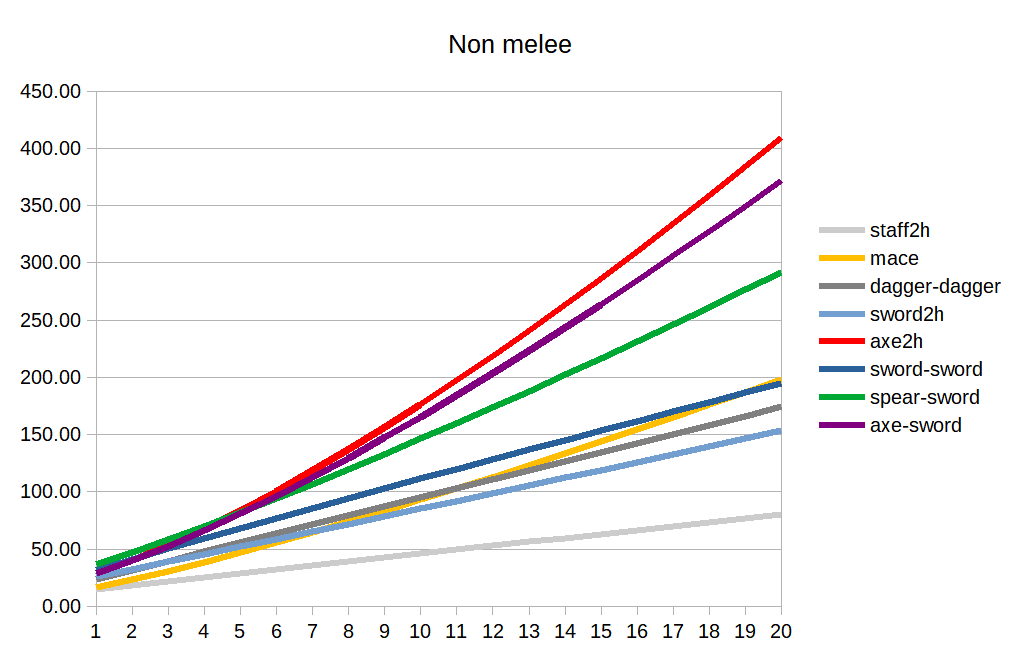 Non melee
450.00
400.00
350.00
300.00
250.00
200.00
150.00
100.00
50.00
0.00
1 2 3 4 5 6 7 8 9 10 11 12 13 14 15 16 17 18 19 20
staff2h
mace
dagger-dagger
sword2h
axe2h
sword-sword
spear-sword
axe-sword